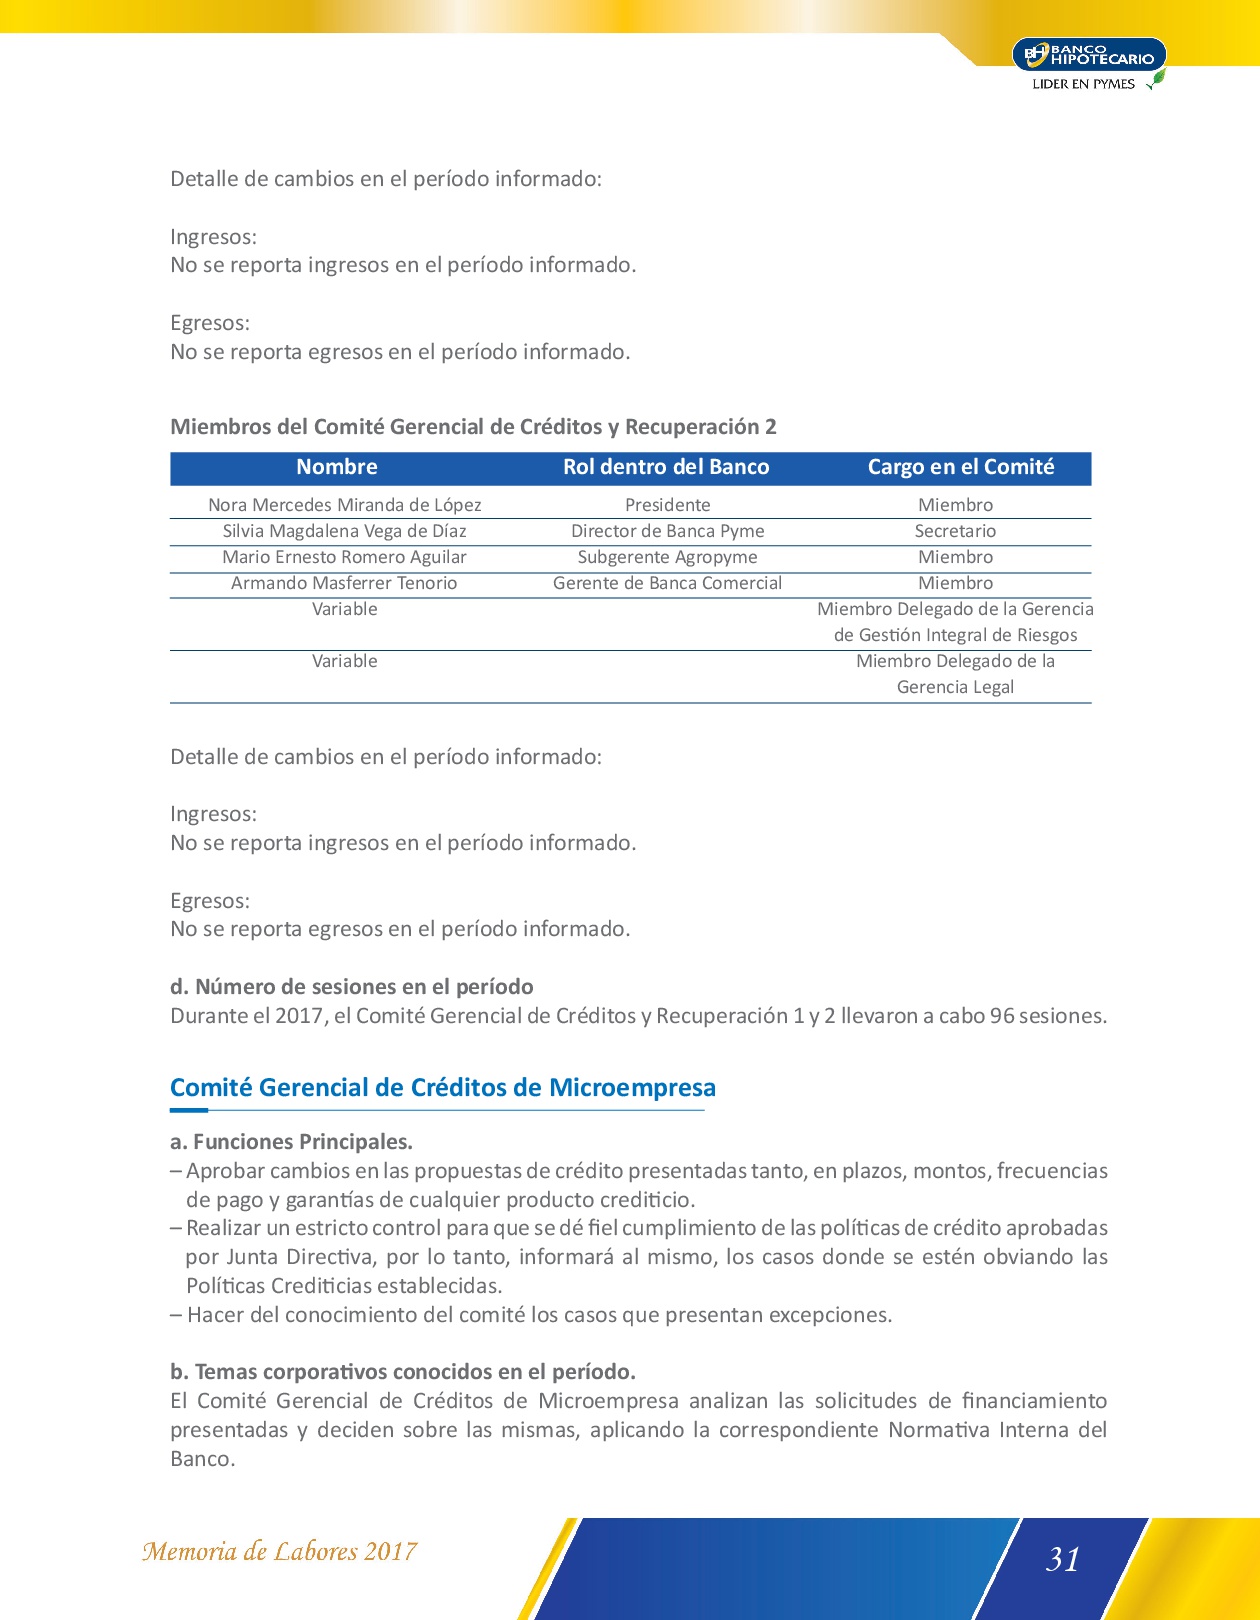 BH BANCO
HIPOTECARIO
LIDER EN PYMES
Detalle de cambios en el período informado:
Ingresos:
No se reporta ingresos en el período informado.
Egresos:
No se reporta egresos en el período informado.
Miembros del Comité Gerencial de Créditos y Recuperación 2
Nombre Rol dentro del Banco Cargo en el Comité
Nora Mercedes Miranda de López Presidente Miembro
Silvia Magdalena Vega de Díaz Director de Banca Pyme Secretario
Mario Ernesto Romero Aguilar Subgerente Agropyme Miembro
Armando Masferrer Tenorio Gerente de Banca Comercial Miembro
Variable Miembro Delegado de la Gerencia
de Gestión Integral de Riesgos
Variable Miembro Delegado de la
Gerencia Legal
Detalle de cambios en el período informado:
Ingresos:
No se reporta ingresos en el período informado.
Egresos:
No se reporta egresos en el período informado.
d. Número de sesiones en el período
Durante el 2017, el Comité Gerencial de Créditos y Recuperación 1 y 2 llevaron a cabo 96 sesiones.
Comité Gerencial de Créditos de Microempresa
a. Funciones Principales.
– Aprobar cambios en las propuestas de crédito presentadas tanto, en plazos, montos, frecuencias
de pago y garantías de cualquier producto crediticio.
– Realizar un estricto control para que se dé fiel cumplimiento de las políticas de crédito aprobadas
por Junta Directiva, por lo tanto, informará al mismo, los casos donde se estén obviando las
Políticas Crediticias establecidas.
– Hacer del conocimiento del comité los casos que presentan excepciones.
b. Temas corporativos conocidos en el período.
El Comité Gerencial de Créditos de Microempresa analizan las solicitudes de financiamiento
presentadas y deciden sobre las mismas, aplicando la correspondiente Normativa Interna del
Banco.
Memoria de Labores 2017
31